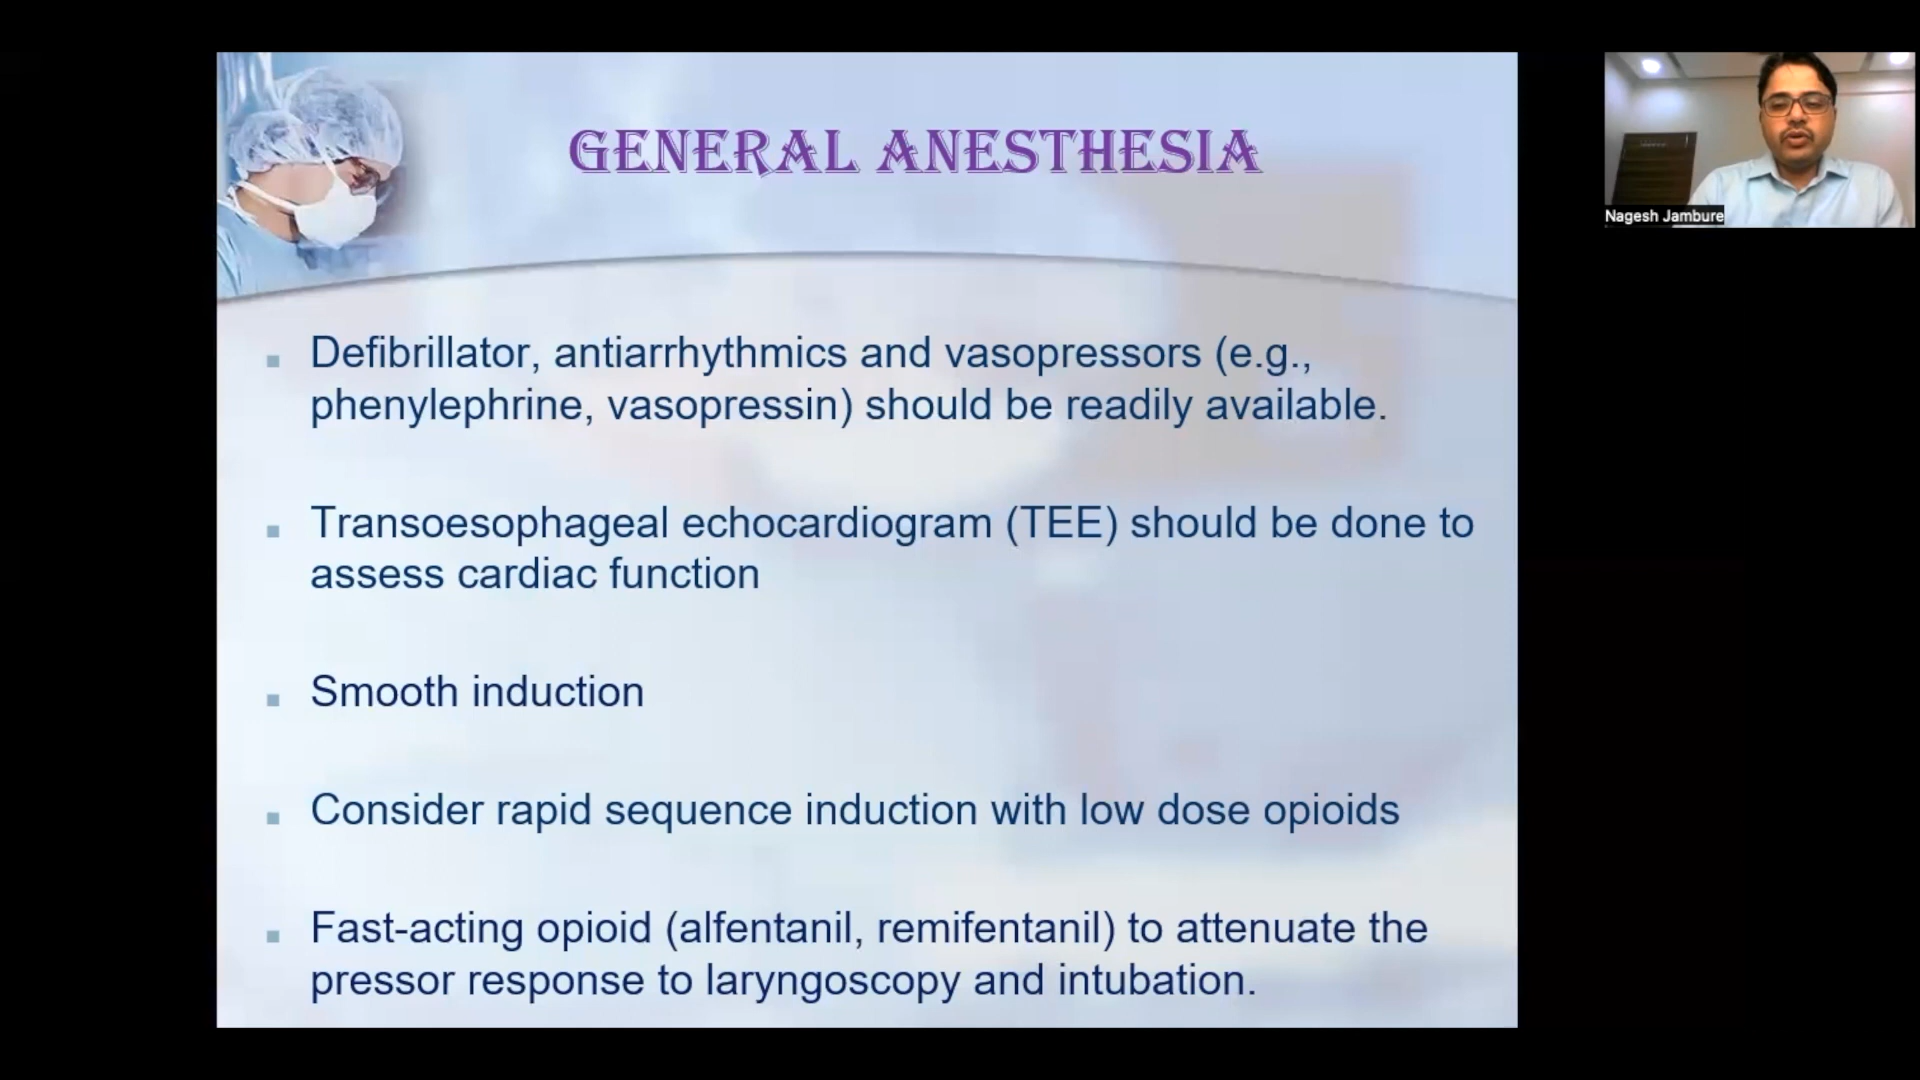 GENERAL ANESTHESIA
Nagesh Jambure
Defibrillator, antiarrhythmics and vasopressors (e.g.,
phenylephrine, vasopressin) should be readily available.
Transoesophageal echocardiogram (TEE) should be done to
assess cardiac function
Smooth induction
Consider rapid sequence induction with low dose opioids
Fast-acting opioid (alfentanil, remifentanil) to attenuate the
pressor response to laryngoscopy and intubation.